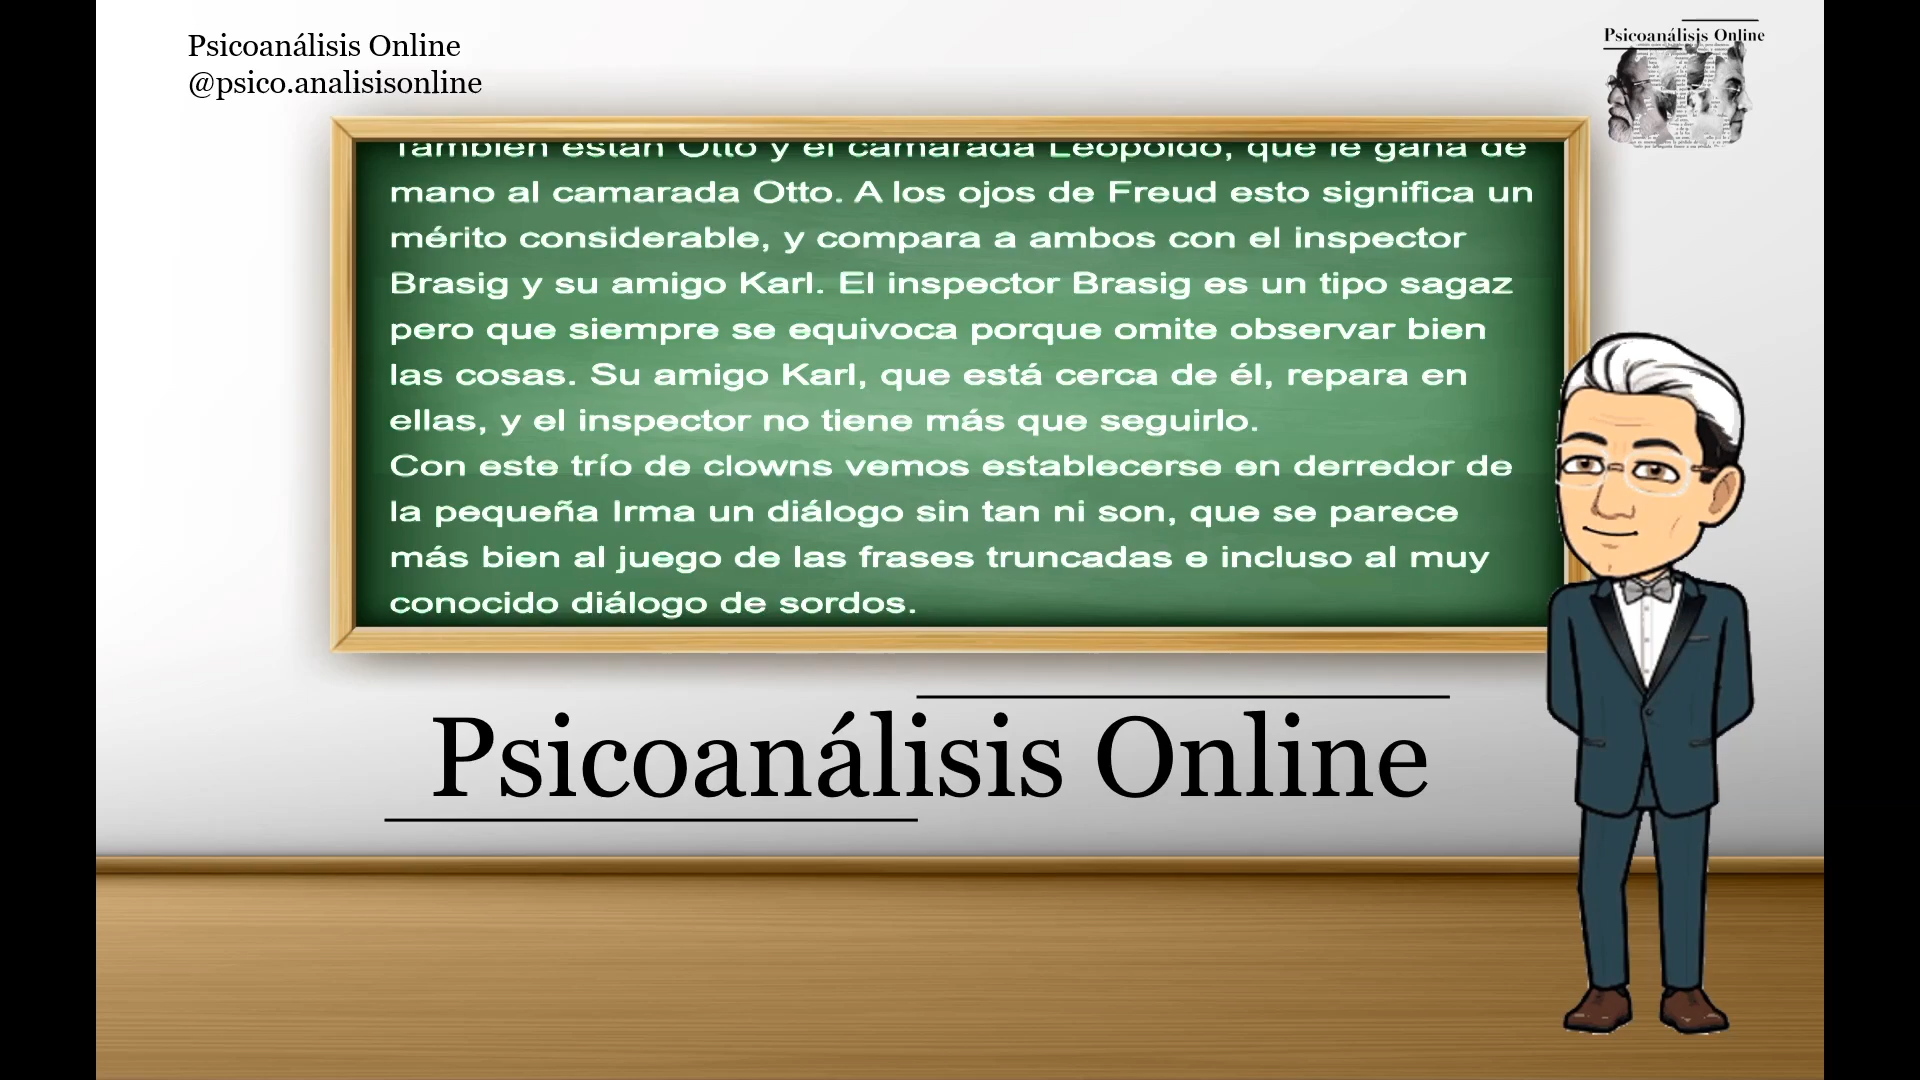 Psicoanálisis Online
@psico.analisisonline
Psicoanálisis Online
También están Otto y el camarada Leopoldo, que le gana de
mano al camarada Otto. A los ojos de Freud esto significa un
mérito considerable, y compara a ambos con el inspector
Brasig y su amigo Karl. El inspector Brasig es un tipo sagaz
pero que siempre se equivoca porque omite observar bien
las cosas. Su amigo Karl, que está cerca de él, repara en
ellas, y el inspector no tiene más que seguirlo.
Con este trío de clowns vemos establecerse en derredor de
la pequeña Irma un diálogo sin tan ni son, que se parece
más bien al juego de las frases truncadas e incluso al muy
conocido diálogo de sordos.
Psicoanálisis Online